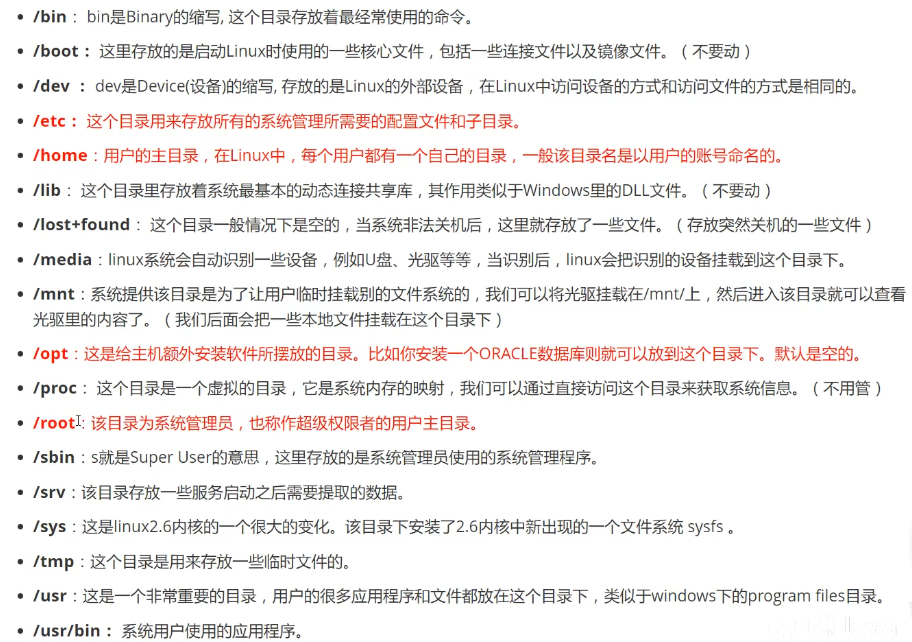 /bin： bin是Binary的缩写, 这个目录存放着最经常使用的命令。
/boot： 这里存放的是启动Linux时使用的一些核心文件，包括一些连接文件以及镜像文件。（不要动）
/dev ： dev是Device(设备)的缩写, 存放的是Linux的外部设备，在Linux中访问设备的方式和访问文件的方式是相同的。
/etc： 这个目录用来存放所有的系统管理所需要的配置文件和子目录。
/home：用户的主目录，在Linux中，每个用户都有一个自己的目录，一般该目录名是以用户的账号命名的。
/lib： 这个目录里存放着系统最基本的动态连接共享库，其作用类似于Windows里的DLL文件。（不要动）
/lost+found： 这个目录一般情况下是空的，当系统非法关机后，这里就存放了一些文件。（存放突然关机的一些文件）
/media：linux系统会自动识别一些设备，例如U盘、光驱等等，当识别后，linux会把识别的设备挂载到这个目录下。
/mnt：系统提供该目录是为了让用户临时挂载别的文件系统的，我们可以将光驱挂载在/mnt/上，然后进入该目录就可以查看
光驱里的内容了。（我们后面会把一些本地文件挂载在这个目录下）
/opt：这是给主机额外安装软件所摆放的目录。比如你安装一个ORACLE数据库则就可以放到这个目录下。默认是空的。
/proc： 这个目录是一个虚拟的目录，它是系统内存的映射，我们可以通过直接访问这个目录来获取系统信息。（不用管）
/root：该目录为系统管理员，也称作超级权限者的用户主目录。
/sbin：s就是Super User的意思，这里存放的是系统管理员使用的系统管理程序。
/srv：该目录存放一些服务启动之后需要提取的数据。
/sys：这是linux2.6内核的一个很大的变化。该目录下安装了2.6内核中新出现的一个文件系统 sysfs 。
/tmp：这个目录是用来存放一些临时文件的。
/usr：这是一个非常重要的目录，用户的很多应用程序和文件都放在这个目录下，类似于windows下的program files目录。
/usr/bin： 系统用户使用的应用程序。